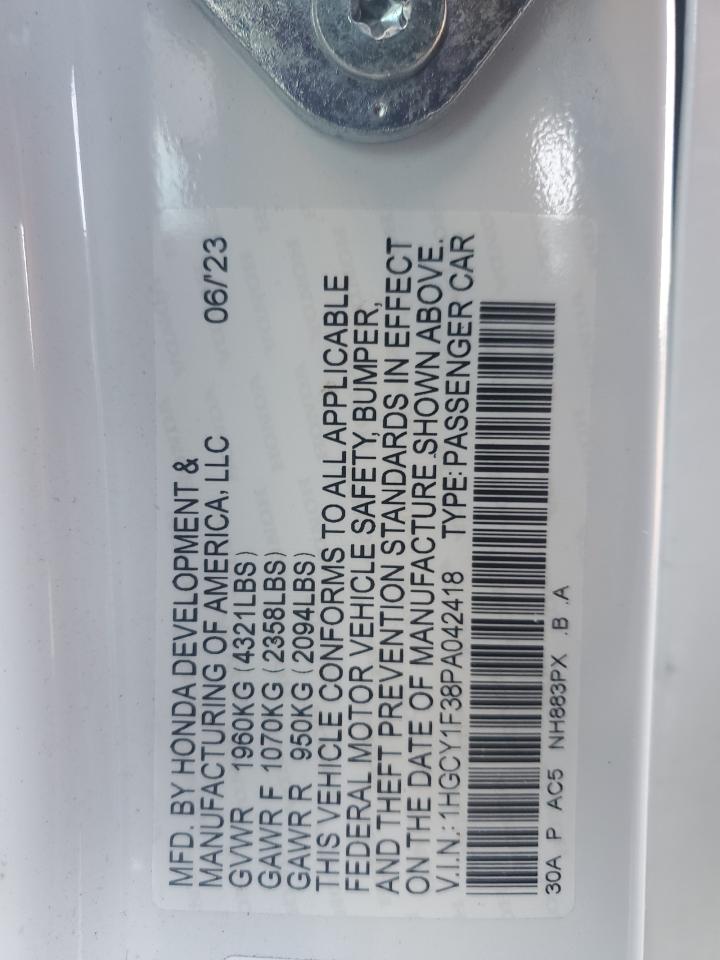 MFD. BY HONDA DEVELOPMENT &
MANUFACTURING OF AMERICA, LLC 06/'23
GVWR 1960KG (4321LBS)
GAWR F 1070KG (2358LBS)
GAWR R 950KG (2094LBS)
THIS VEHICLE CONFORMS TO ALL APPLICABLE
FEDERAL MOTOR VEHICLE SAFETY, BUMPER,
AND THEFT PREVENTION STANDARDS IN EFFECT
ON THE DATE OF MANUFACTURE SHOWN ABOVE.
V.I.N.: 1HGCY1F38PA042418 TYPE: PASSENGER CAR
30A P AC5 NH883PX .B .A